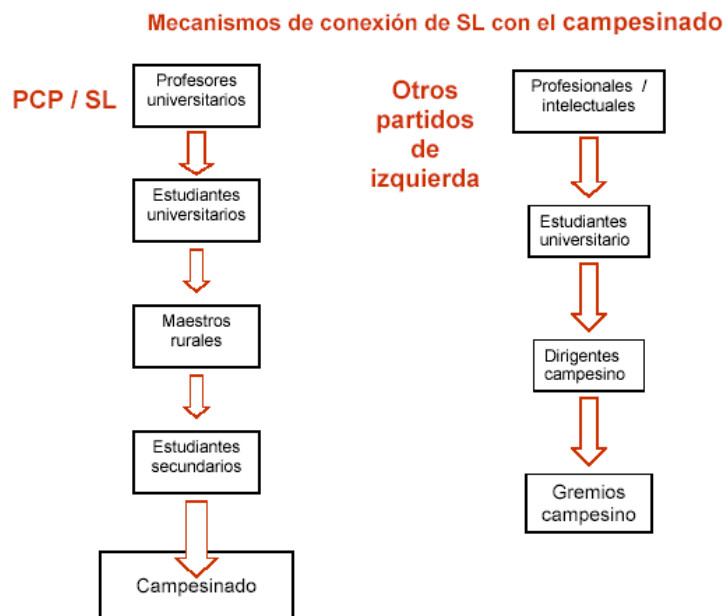 Mecanismos de conexión de SL con el campesinado
PCP / SL
Profesores
universitarios
Estudiantes
universitarios
Maestros
rurales
Estudiantes
secundarios
Campesinado
Otros
partidos
de
izquierda
Profesionales /
intelectuales
Estudiantes
universitario
Dirigentes
campesino
Gremios
campesino